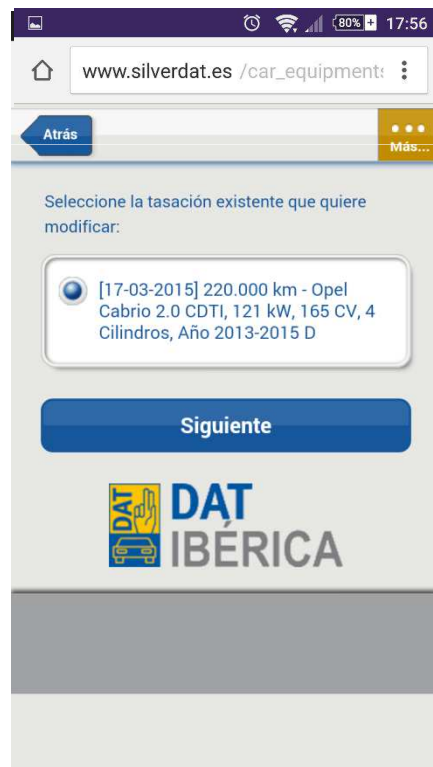 80% 17:56
www.silverdat.es /car_equipment
Atrás
Más...
Seleccione la tasación existente que quiere
modificar:
[17-03-2015] 220.000 km - Opel
Cabrio 2.0 CDTI, 121 kW, 165 CV, 4
Cilindros, Año 2013-2015 D
Siguiente
DAT
DAT
IBÉRICA